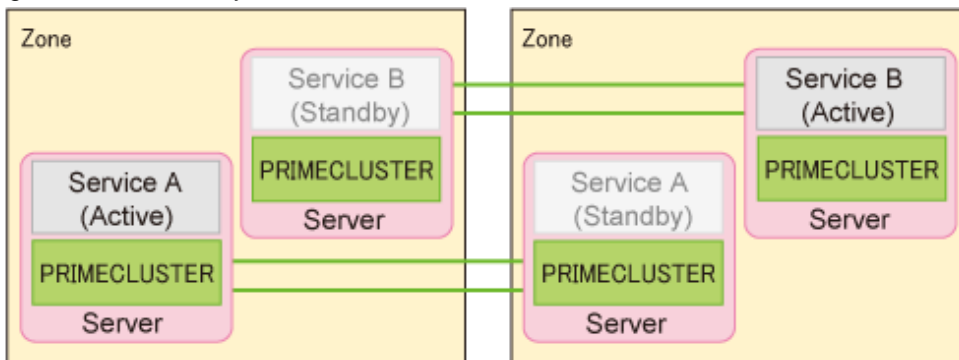 Zone
Service B
(Standby)
PRIMECLUSTER
Server
Service A
(Active)
PRIMECLUSTER
Server
Zone
Service B
(Active)
PRIMECLUSTER
Server
Service A
(Standby)
PRIMECLUSTER
Server